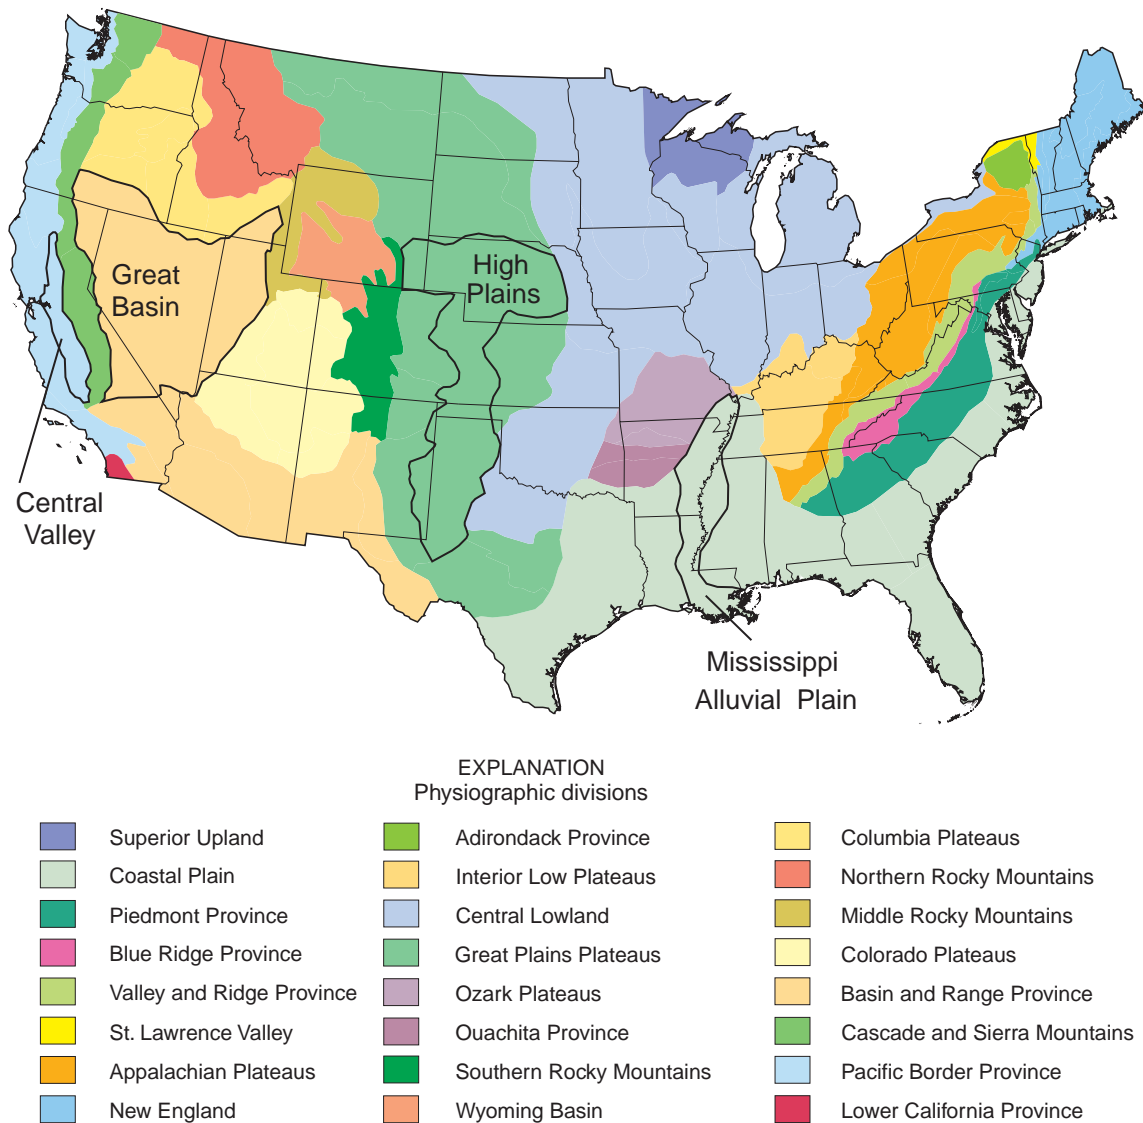 Great
Basin
High
Plains
Central
Valley
Mississippi
Alluvial Plain
EXPLANATION
Physiographic divisions
Superior Upland
Coastal Plain
Piedmont Province
Blue Ridge Province
Valley and Ridge Province
St. Lawrence Valley
Appalachian Plateaus
New England
Adirondack Province
Interior Low Plateaus
Central Lowland
Great Plains Plateaus
Ozark Plateaus
Ouachita Province
Southern Rocky Mountains
Wyoming Basin
Columbia Plateaus
Northern Rocky Mountains
Middle Rocky Mountains
Colorado Plateaus
Basin and Range Province
Cascade and Sierra Mountains
Pacific Border Province
Lower California Province